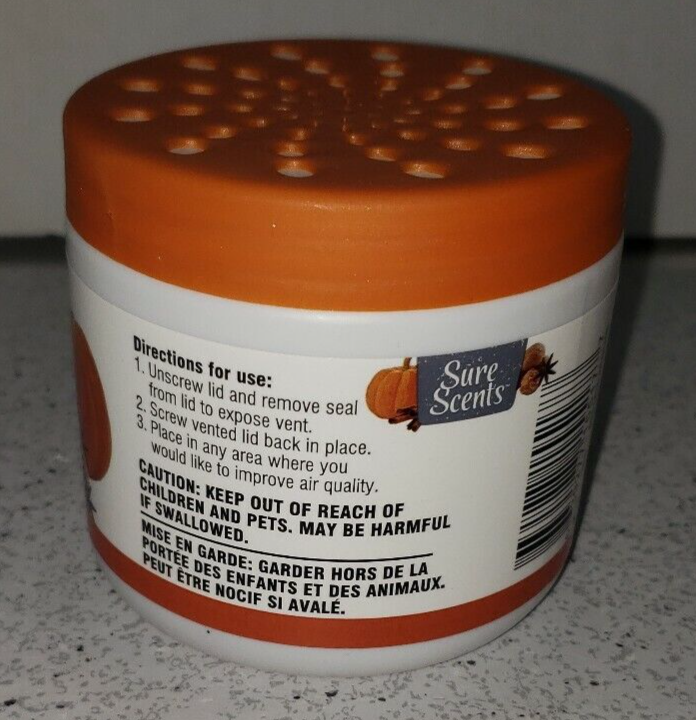 Directions for use:
1. Unscrew lid and remove seal
from lid to expose vent.
2. Screw vented lid back in place.
3. Place in any area where you
would like to improve air quality.
CAUTION: KEEP OUT OF REACH OF
CHILDREN AND PETS. MAY BE HARMFUL
IF SWALLOWED.
MISE EN GARDE: GARDER HORS DE LA
PORTÉE DES ENFANTS ET DES ANIMAUX.
PEUT ÊTRE NOCIF SI AVALÉ.
Sure
Scents™